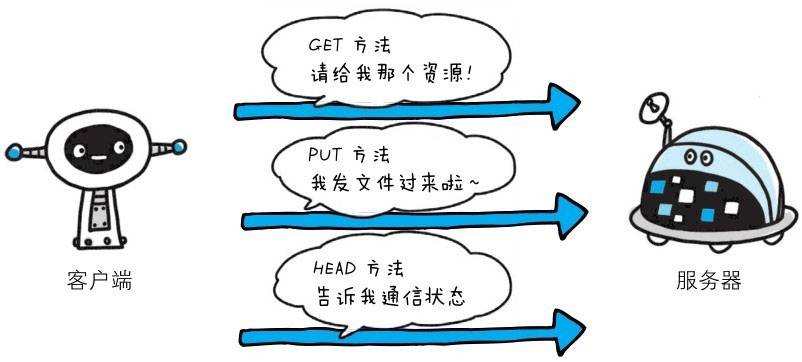 GET 方法
请给我那个资源!
PUT 方法
我发文件过来啦~
HEAD 方法
告诉我通信状态
客户端
服务器